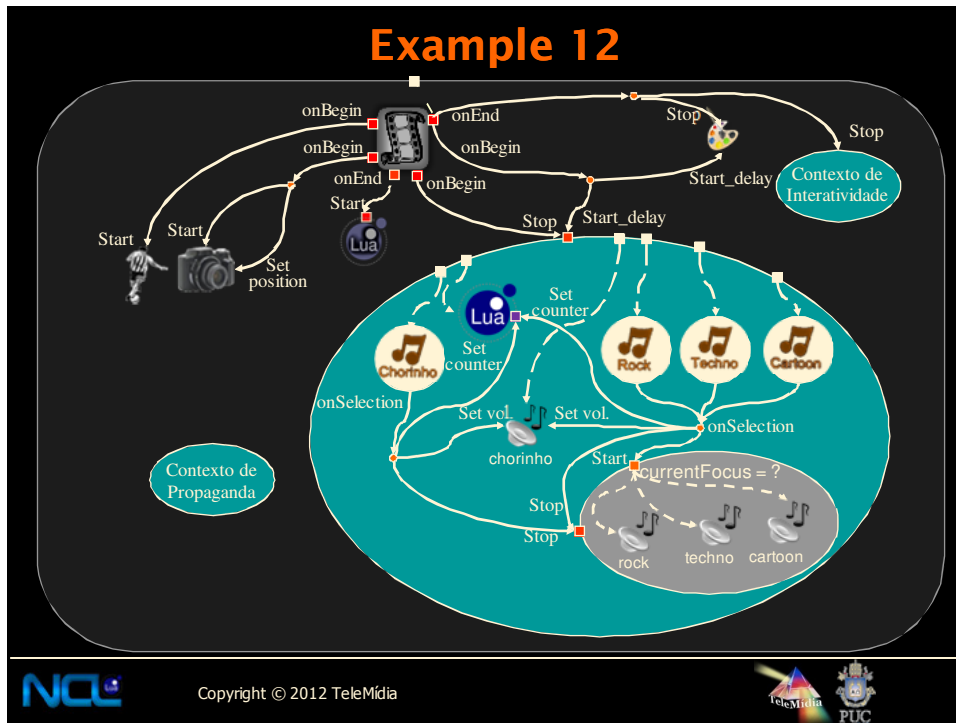 Example 12
onBegin
onEnd
Stop
Stop
onBegin
onBegin
onEnd
onBegin
Start_delay
Contexto de
Interatividade
Start
Stop
Start_delay
Start
Start
Lua
Set
position
Set
counter
Lua
Set
counter
Chorinho
Rock
Techno
Cartoon
onSelection
Set vol.
Set vol.
onSelection
chorinho
Start
currentFocus = ?
Contexto de
Propaganda
Stop
Stop
rock
techno
cartoon
NCL
Lua
Copyright © 2012 TeleMídia
TeleMídia
PUC